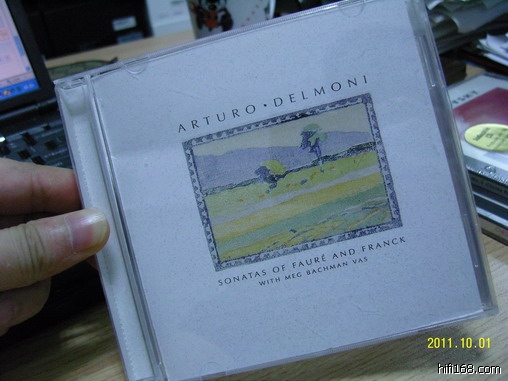 ARTURO · DELMONI
SONATAS OF FAURÉ AND FRANCK
WITH MEG BACHMAN VAS
2011.10.01
hifi168.com